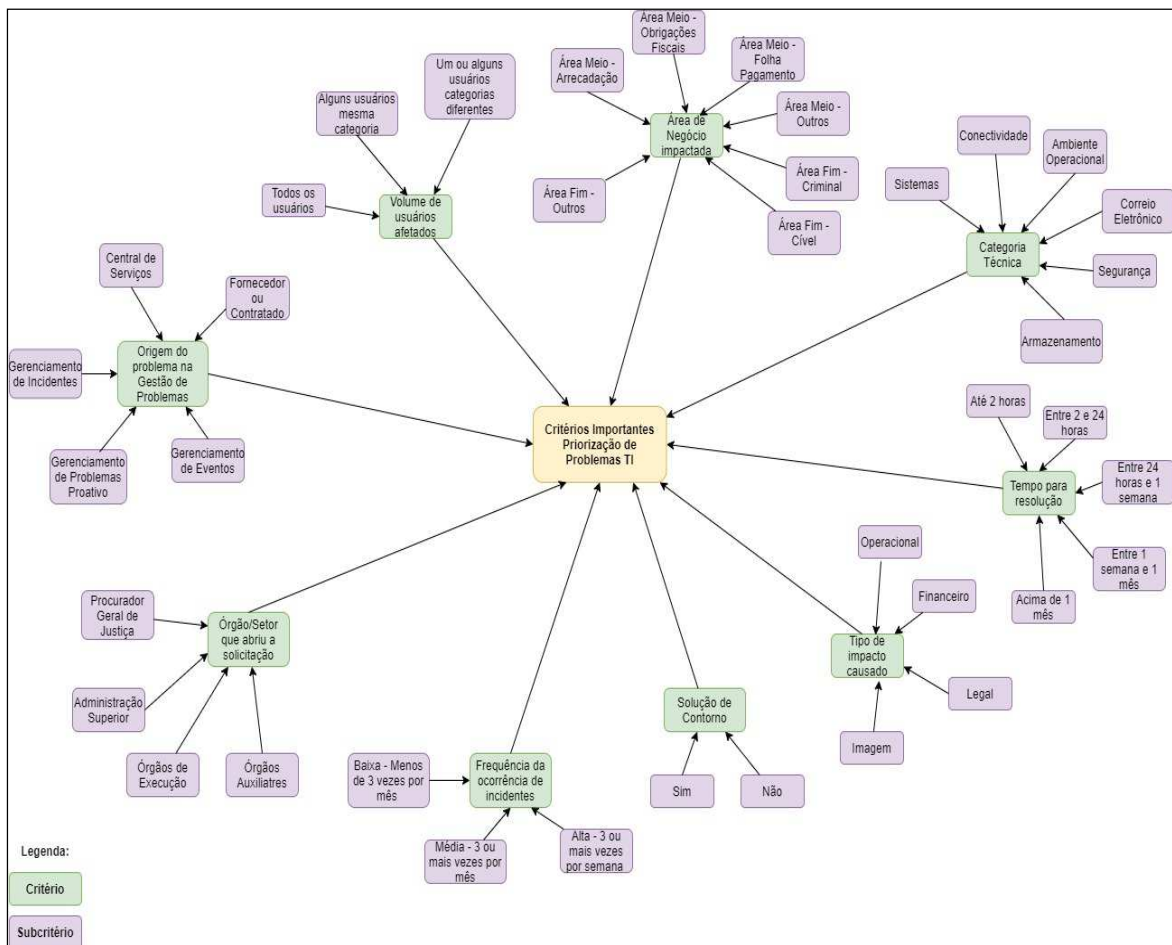 Área Meio -
Obrigações
Fiscais
Área Meio -
Folha
Pagamento
Área Meio -
Arrecadação
Área de
Negócio
impactada
Área Meio -
Outros
Área Fim -
Criminal
Área Fim -
Cível
Área Fim -
Outros
Um ou alguns
usuários
categorias
diferentes
Alguns usuários
mesma
categoria
Todos os
usuários
Volume de
usuários
afetados
Conectividade
Ambiente
Operacional
Sistemas
Correio
Eletrônico
Categoria
Técnica
Segurança
Armazenamento
Central de
Serviços
Fornecedor
ou
Contratado
Gerenciamento
de Incidentes
Origem do
problema na
Gestão de
Problemas
Gerenciamento
de Problemas
Proativo
Gerenciamento
de Eventos
Critérios Importantes
Priorização de
Problemas TI
Até 2 horas
Entre 2 e 24
horas
Entre 24
horas e 1
semana
Tempo para
resolução
Entre 1
semana e 1
mês
Acima de 1
mês
Operacional
Financeiro
Tipo de
impacto
causado
Legal
Imagem
Procurador
Geral de
Justiça
Órgão/Setor
que abriu a
solicitação
Administração
Superior
Órgãos de
Execução
Órgãos
Auxiliatres
Solução de
Contorno
Sim
Não
Baixa - Menos
de 3 vezes por
mês
Frequência da
ocorrência de
incidentes
Média - 3 ou
mais vezes por
mês
Alta - 3 ou
mais vezes
por semana
Legenda:
Critério
Subcritério